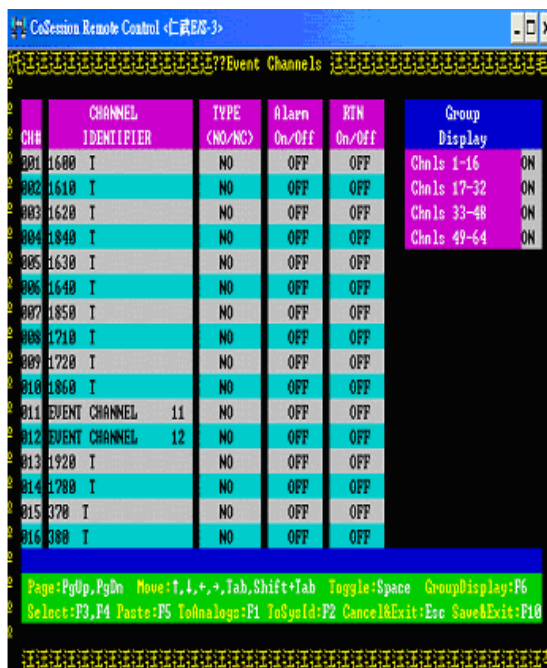 CoSession Remote Control <仁武E/S-3>
??Event Channels
CH# CHANNEL IDENTIFIER TYPE (NO/NC) Alarm On/Off RTN On/Off
001 1600 T NO OFF OFF
002 1610 T NO OFF OFF
003 1620 T NO OFF OFF
004 1840 T NO OFF OFF
005 1630 T NO OFF OFF
006 1640 T NO OFF OFF
007 1850 T NO OFF OFF
008 1710 T NO OFF OFF
009 1720 T NO OFF OFF
010 1860 T NO OFF OFF
011 EVENT CHANNEL 11 NO OFF OFF
012 EVENT CHANNEL 12 NO OFF OFF
013 1920 T NO OFF OFF
014 1780 T NO OFF OFF
015 370 T NO OFF OFF
016 380 T NO OFF OFF
Group Display
Chnls 1-16 ON
Chnls 17-32 ON
Chnls 33-48 ON
Chnls 49-64 ON
Page:PgUp,PgDn Move:↑,↓,←,→,Tab,Shift+Tab Toggle:Space GroupDisplay:F6
Select:F3,F4 Paste:F5 ToAnalogs:F1 ToSysId:F2 Cancel&Exit:Esc Save&Exit:F10